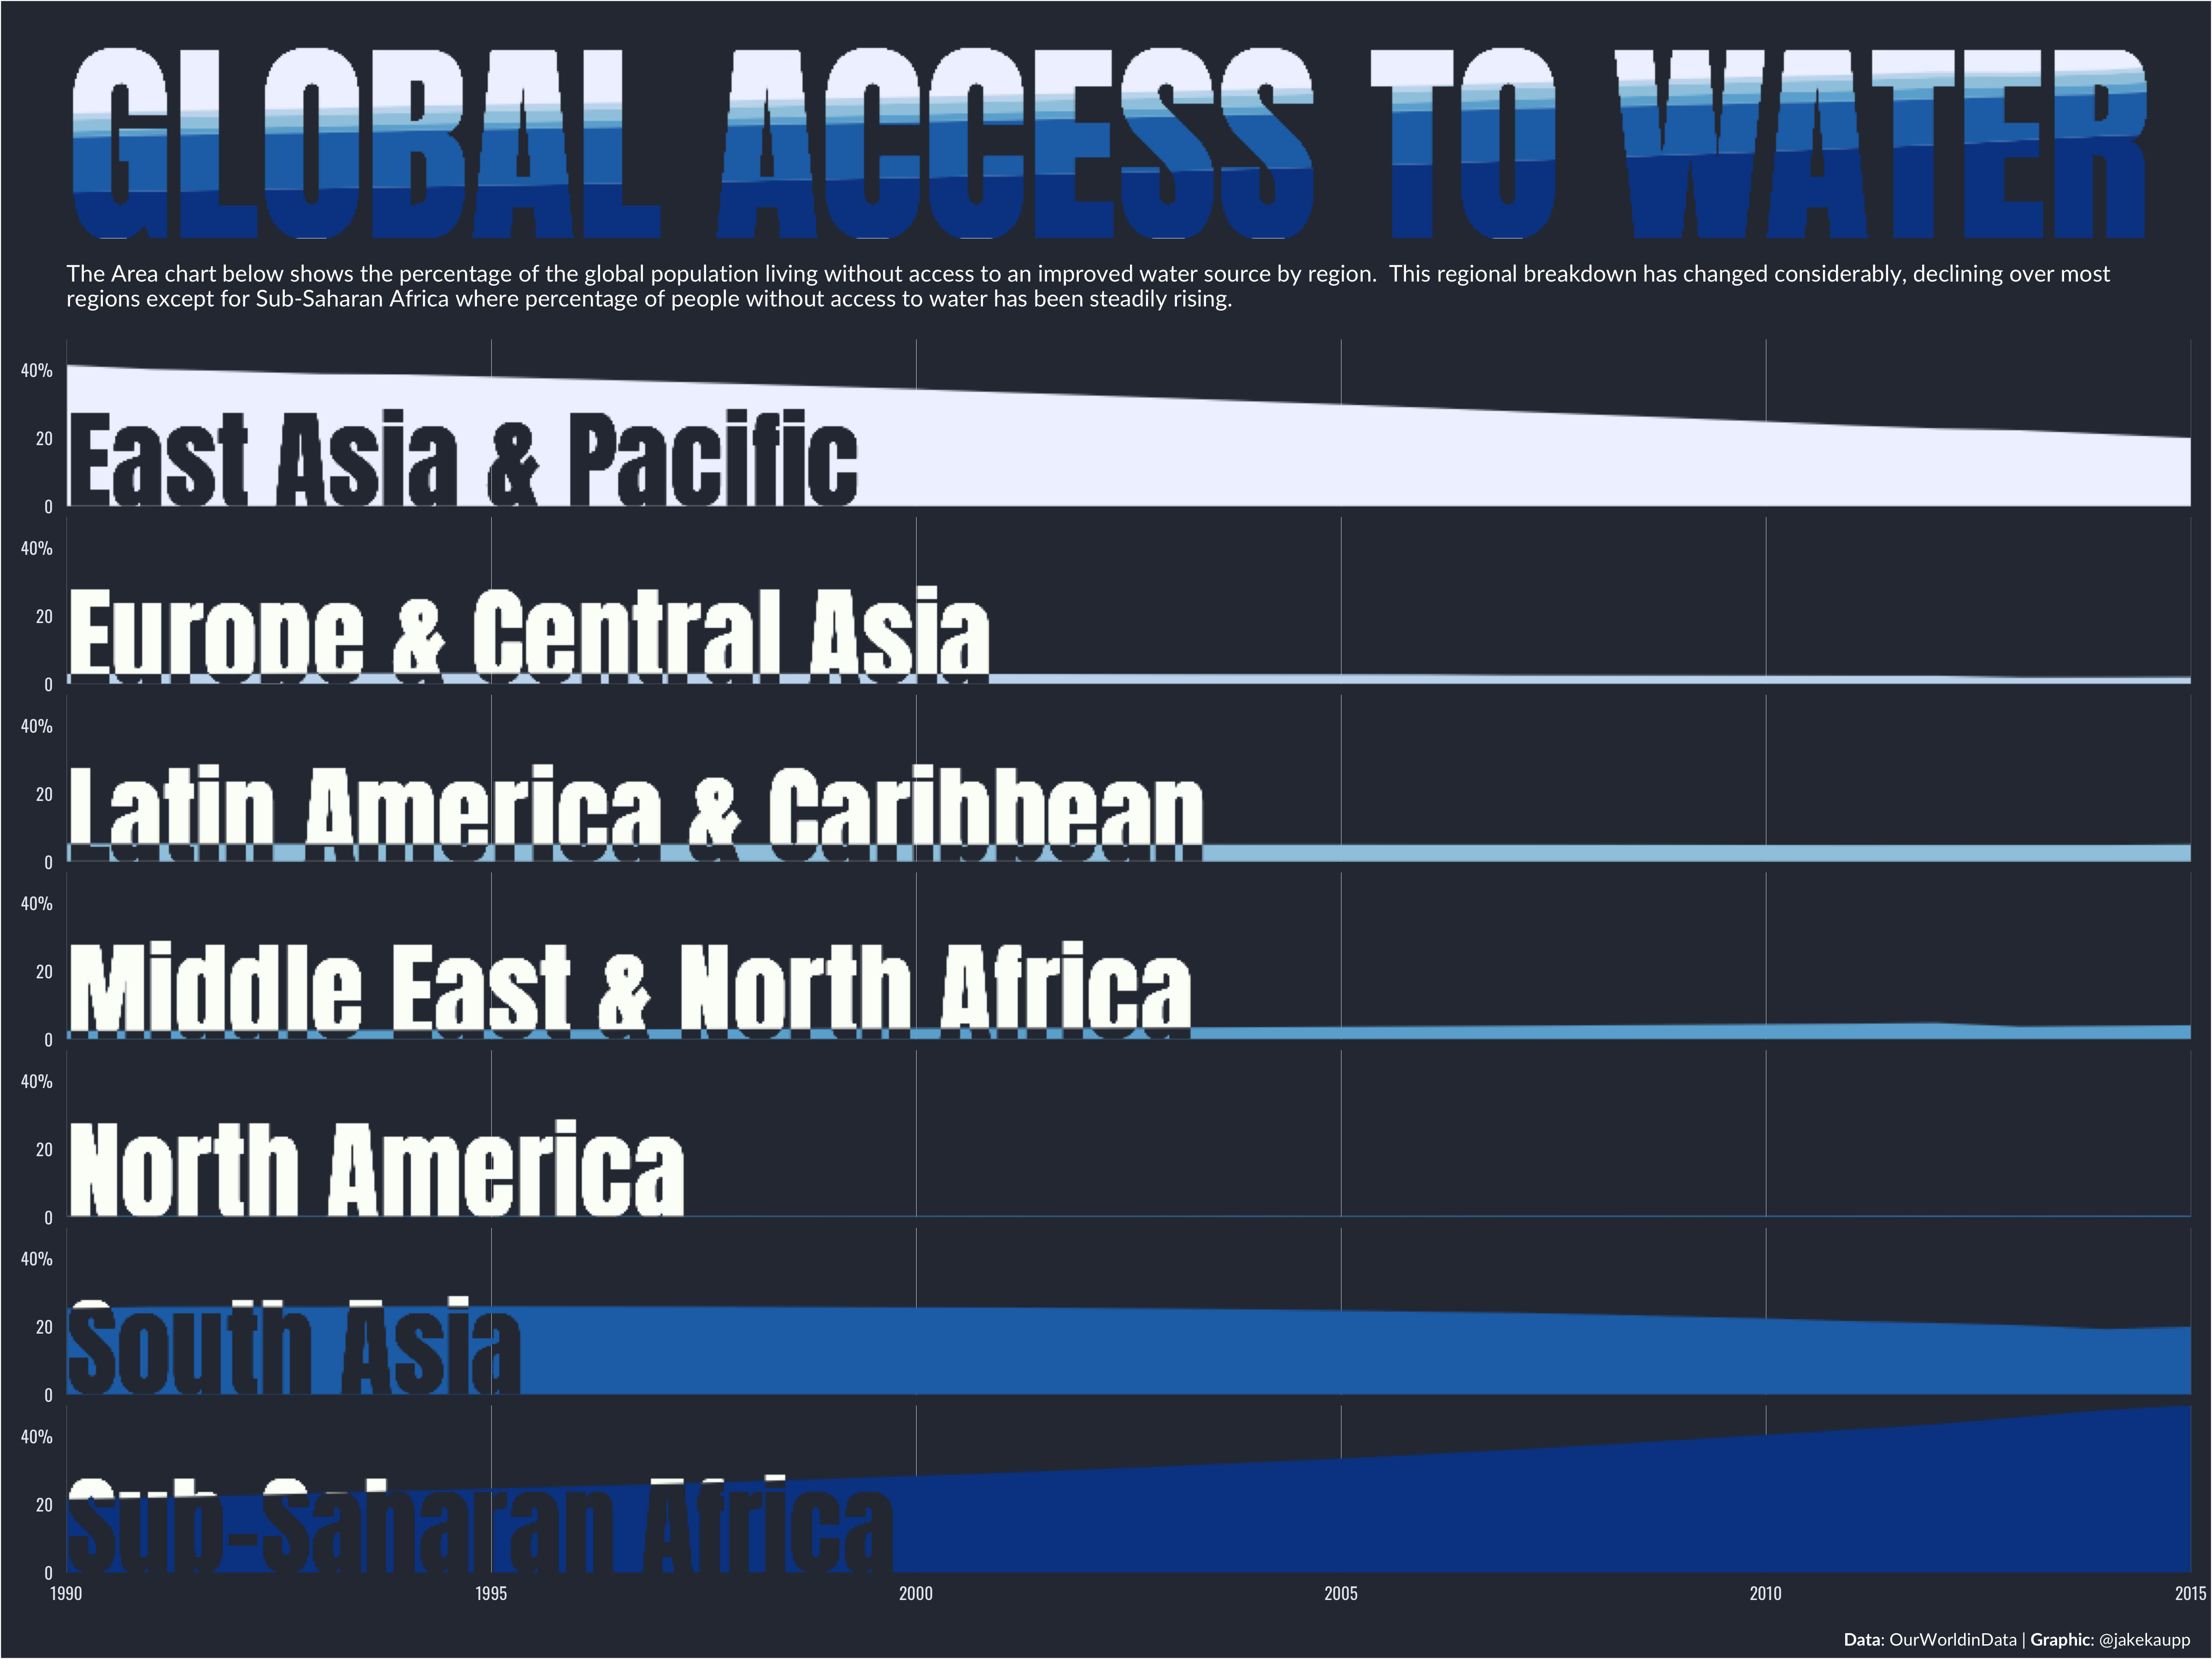 GLOBAL ACCESS TO WATER
The Area chart below shows the percentage of the global population living without access to an improved water source by region.  This regional breakdown has changed considerably, declining over most
regions except for Sub-Saharan Africa where percentage of people without access to water has been steadily rising.
40%
20
0
East Asia & Pacific
40%
20
0
Europe & Central Asia
40%
20
0
Latin America & Caribbean
40%
20
0
Middle East & North Africa
40%
20
0
North America
40%
20
0
South Asia
40%
20
0
Sub-Saharan Africa
1990 1995 2000 2005 2010 2015
Data: OurWorldinData | Graphic: @jakekaupp